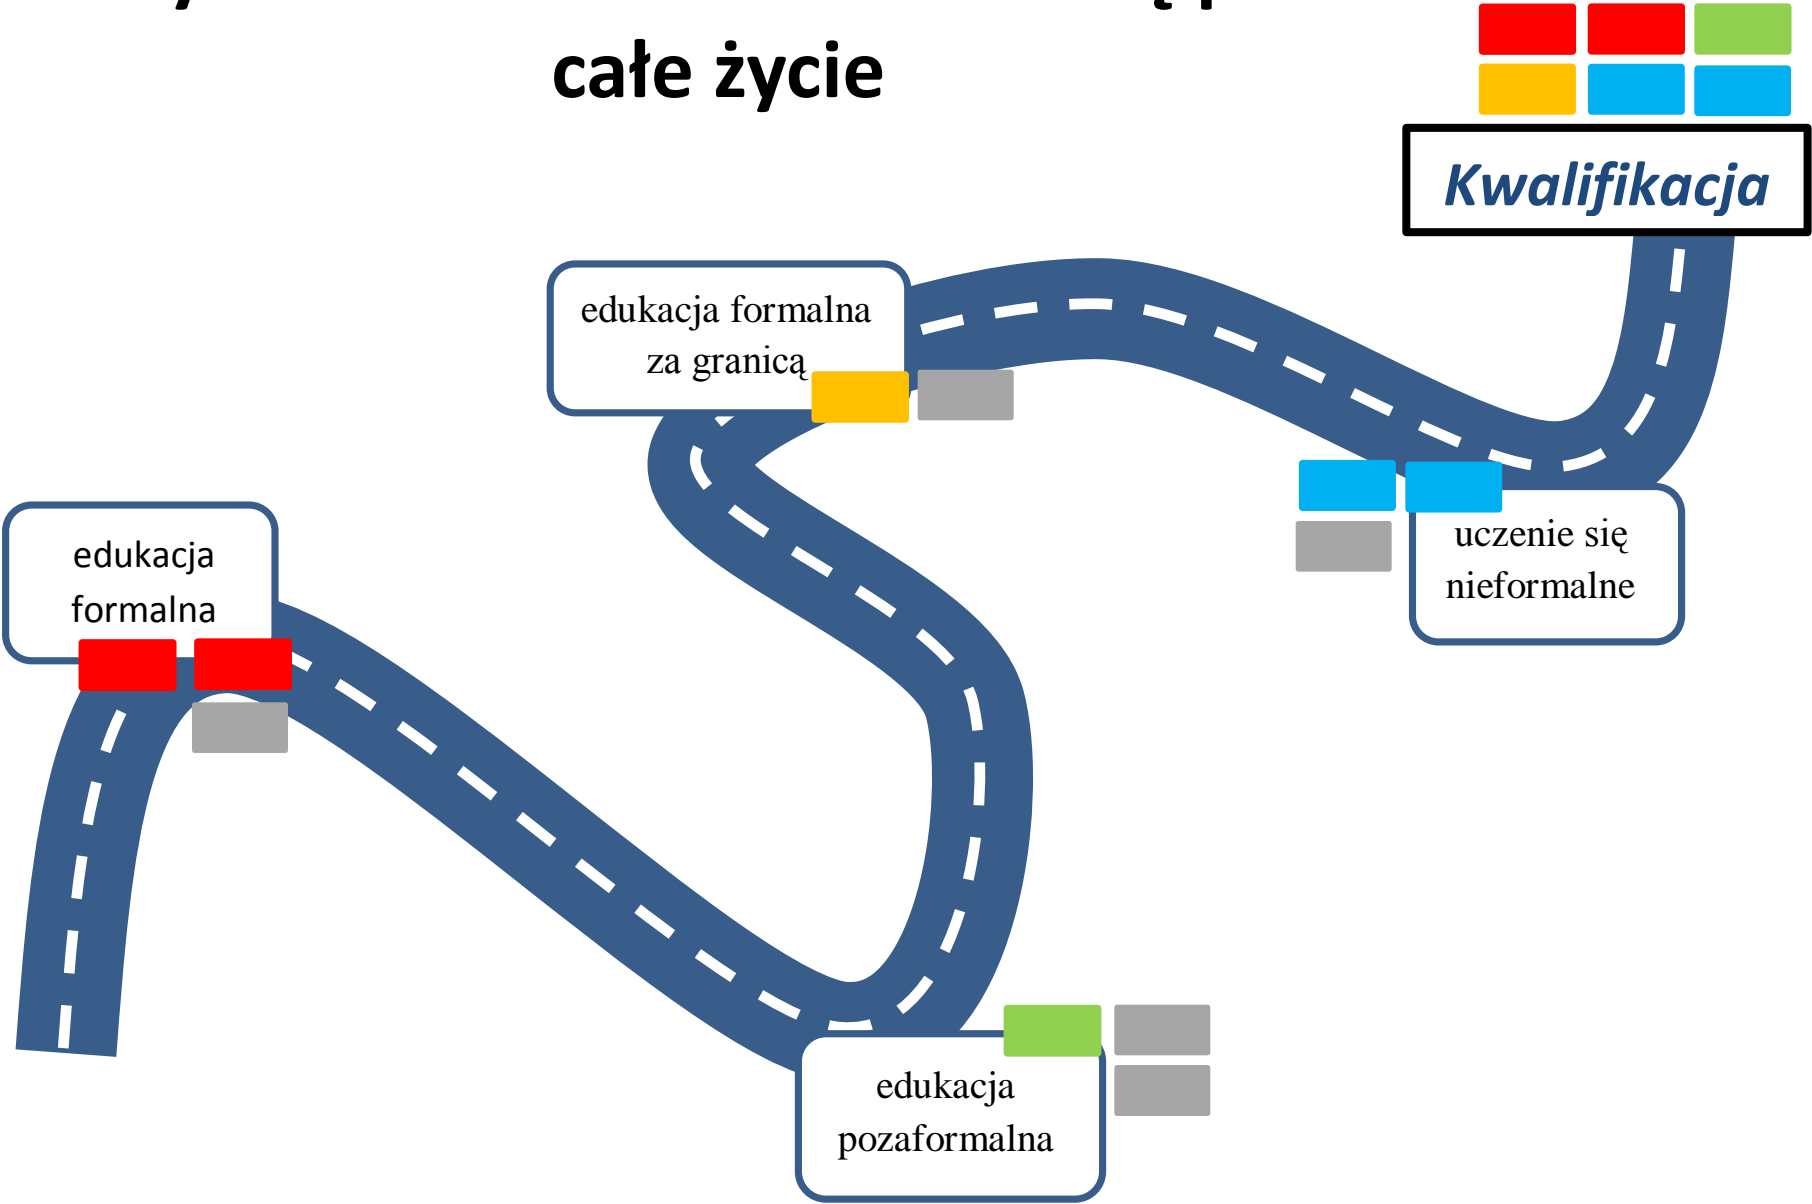 całe życie
Kwalifikacja
edukacja formalna
za granicą
edukacja
formalna
uczenie się
nieformalne
edukacja
pozaformalna